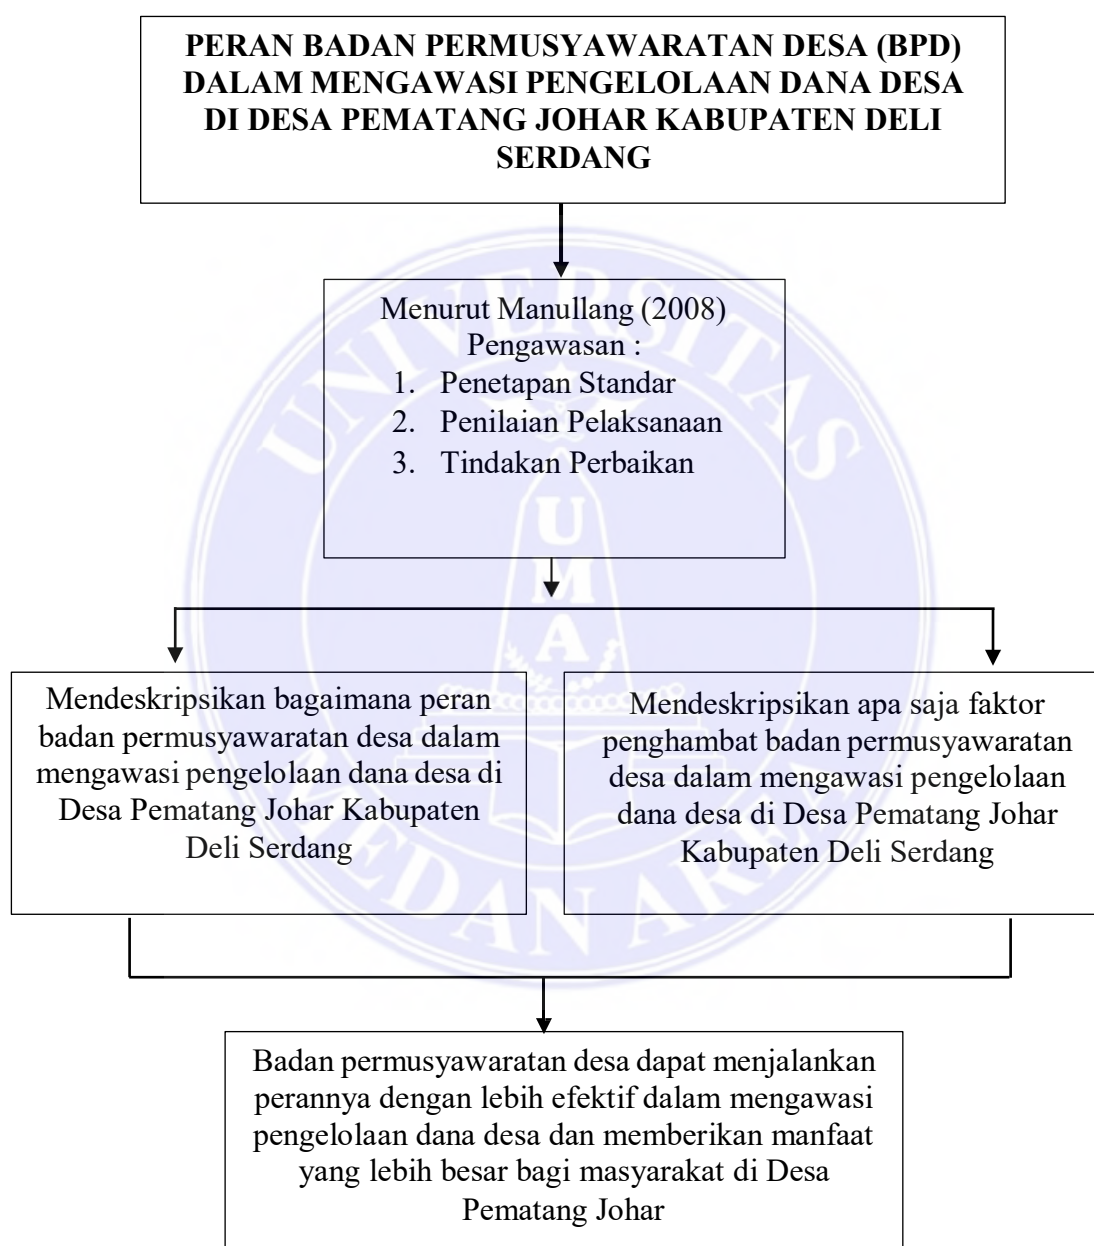 PERAN BADAN PERMUSYAWARATAN DESA (BPD)
DALAM MENGAWASI PENGELOLAAN DANA DESA
DI DESA PEMATANG JOHAR KABUPATEN DELI
SERDANG
Menurut Manullang (2008)
Pengawasan :
1. Penetapan Standar
2. Penilaian Pelaksanaan
3. Tindakan Perbaikan
Mendeskripsikan bagaimana peran
badan permusyawaratan desa dalam
mengawasi pengelolaan dana desa di
Desa Pematang Johar Kabupaten
Deli Serdang
Mendeskripsikan apa saja faktor
penghambat badan permusyawaratan
desa dalam mengawasi pengelolaan
dana desa di Desa Pematang Johar
Kabupaten Deli Serdang
Badan permusyawaratan desa dapat menjalankan
perannya dengan lebih efektif dalam mengawasi
pengelolaan dana desa dan memberikan manfaat
yang lebih besar bagi masyarakat di Desa
Pematang Johar
UNIVERSITAS
MEDAN AREA
U
M
A